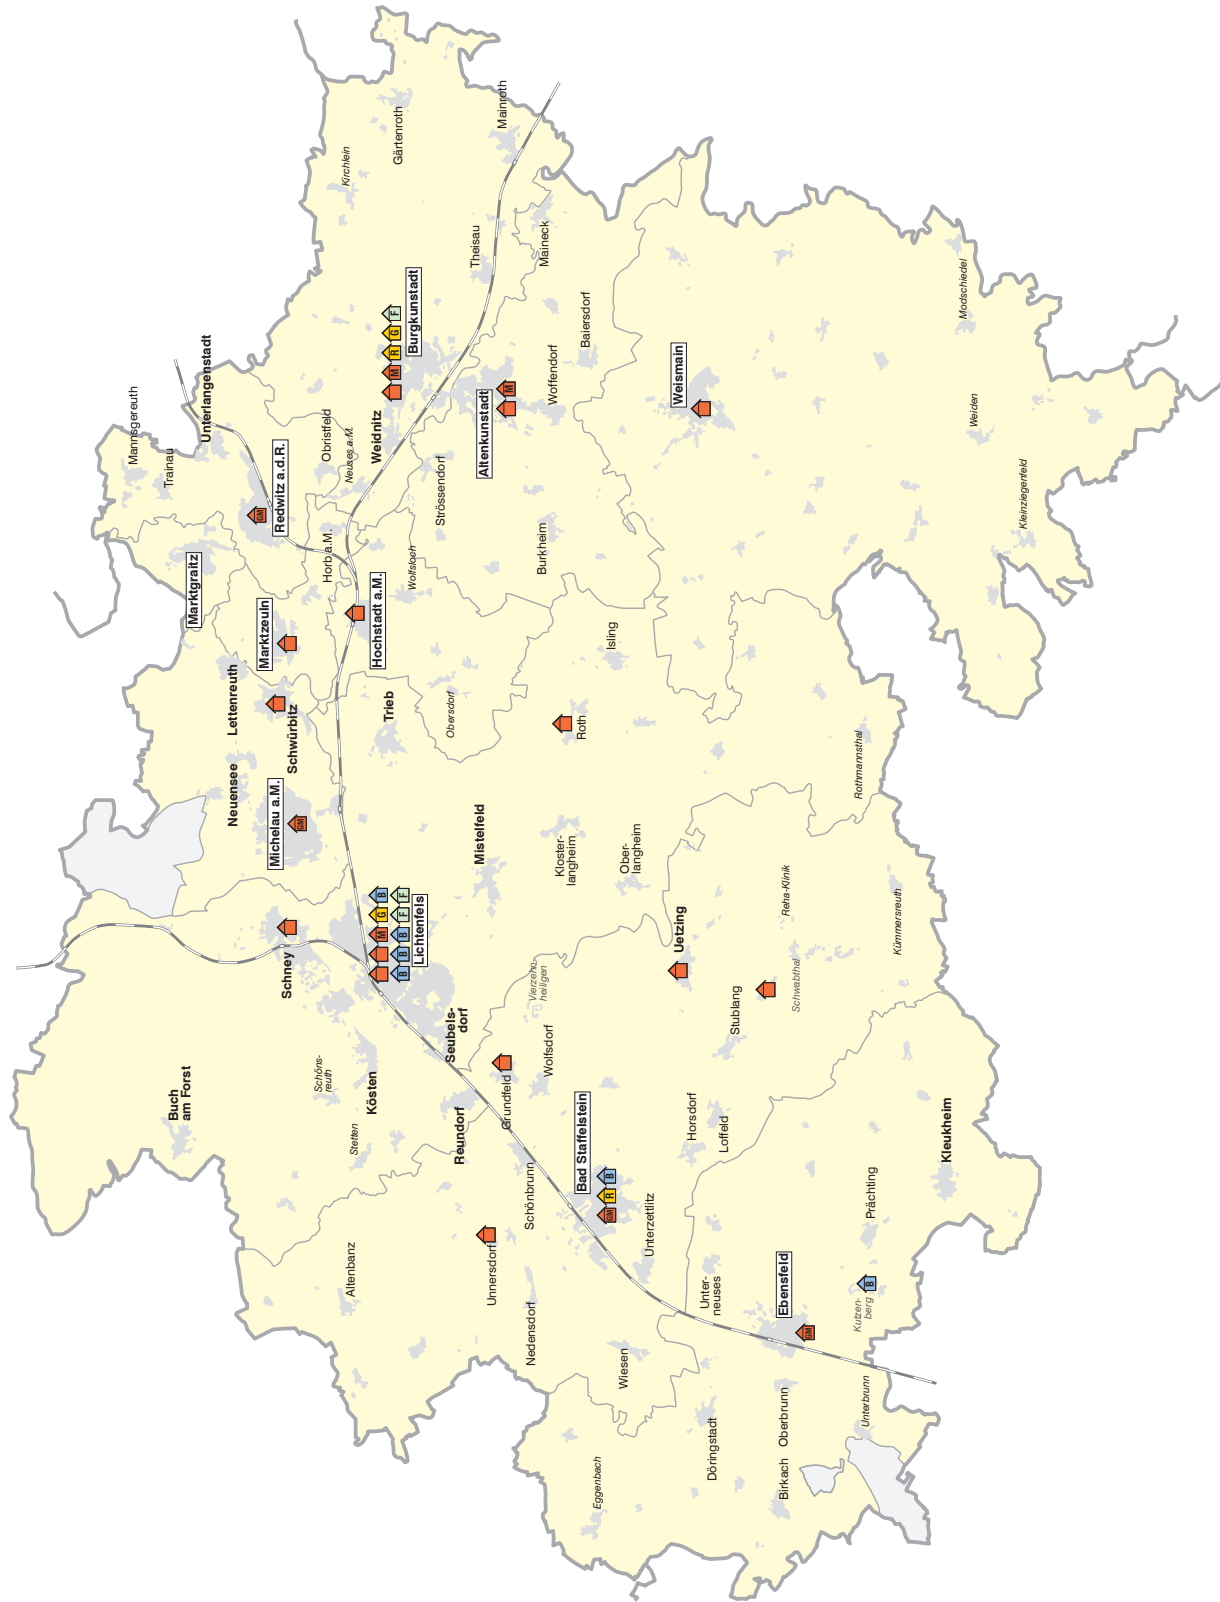 Buch
am Forst
Schney
Schöns-
reuth
Stetten
Kösten
Reundorf
Seubels-
dorf
Lichtenfels
B
G
M
B
B
B
F
F
Altenbanz
Unnersdorf
Nedensdorf
Schönbrunn
Grundfeld
Wolfsdorf
Vierzehn-
heiligen
Bad Staffelstein
GM
R
B
Unterzettlitz
Wiesen
Eggenbach
Döringstadt
Birkach
Oberbrunn
Unterbrunn
Unter-
neuses
Ebensfeld
GM
Kutzen-
berg
B
Prächting
Kleukheim
Horsdorf
Loffeld
Stublang
Schwabthal
Uetzing
Reha-Klinik
Kümmersreuth
Rothmannsthal
Mistelfeld
Kloster-
langheim
Ober-
langheim
Roth
Isling
Trieb
Obersdorf
Michelau a.M.
GM
Neuensee
Lettenreuth
Schwürbitz
Marktzeuln
Marktgraitz
Hochstadt a.M.
Wolfsloch
Horb a.M.
Redwitz a.d.R.
GM
Trainau
Mannsgereuth
Unterlangenstadt
Obristfeld
Neuses a.M.
Weidnitz
Burgkunstadt
M
R
G
F
Strössendorf
Altenkunstadt
M
Burkheim
Woffendorf
Baiersdorf
Maineck
Theisau
Mainroth
Gärtenroth
Kirchlein
Weismain
Modschiedel
Weiden
Kleinziegenfeld